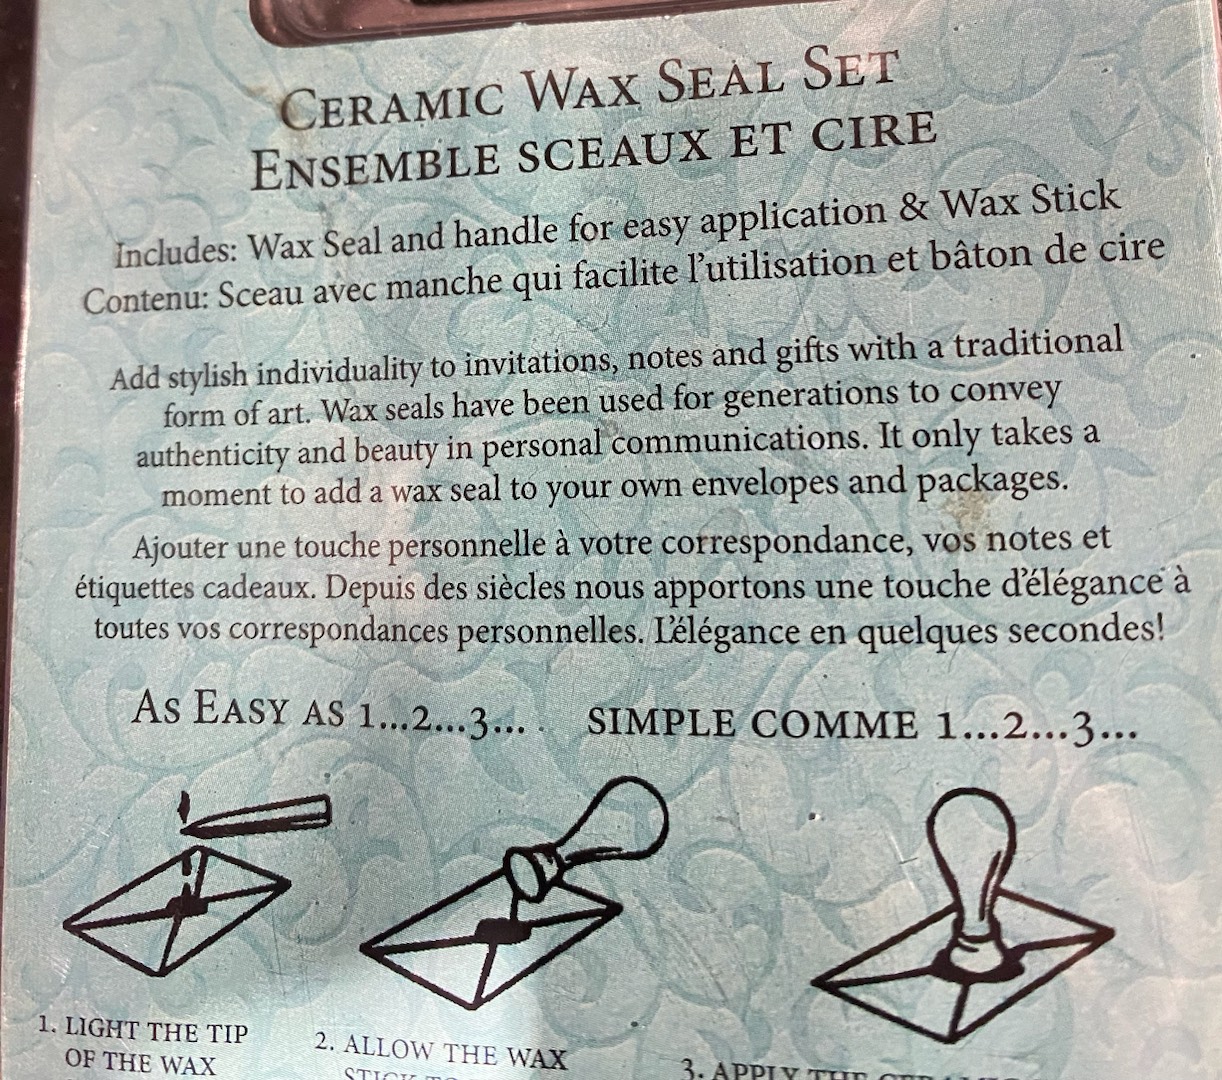 CERAMIC WAX SEAL SET
ENSEMBLE SCEAUX ET CIRE
Includes: Wax Seal and handle for easy application & Wax Stick
Contenu: Sceau avec manche qui facilite l'utilisation et bâton de cire
Add stylish individuality to invitations, notes and gifts with a traditional
form of art. Wax seals have been used for generations to convey
authenticity and beauty in personal communications. It only takes a
moment to add a wax seal to your own envelopes and packages.
Ajouter une touche personnelle à votre correspondance, vos notes et
étiquettes cadeaux. Depuis des siècles nous apportons une touche d'élégance à
toutes vos correspondances personnelles. L'élégance en quelques secondes!
AS EASY AS 1...2...3... SIMPLE COMME 1...2...3...
1. LIGHT THE TIP
OF THE WAX
2. ALLOW THE WAX
STICK TO
3. APPLY THE